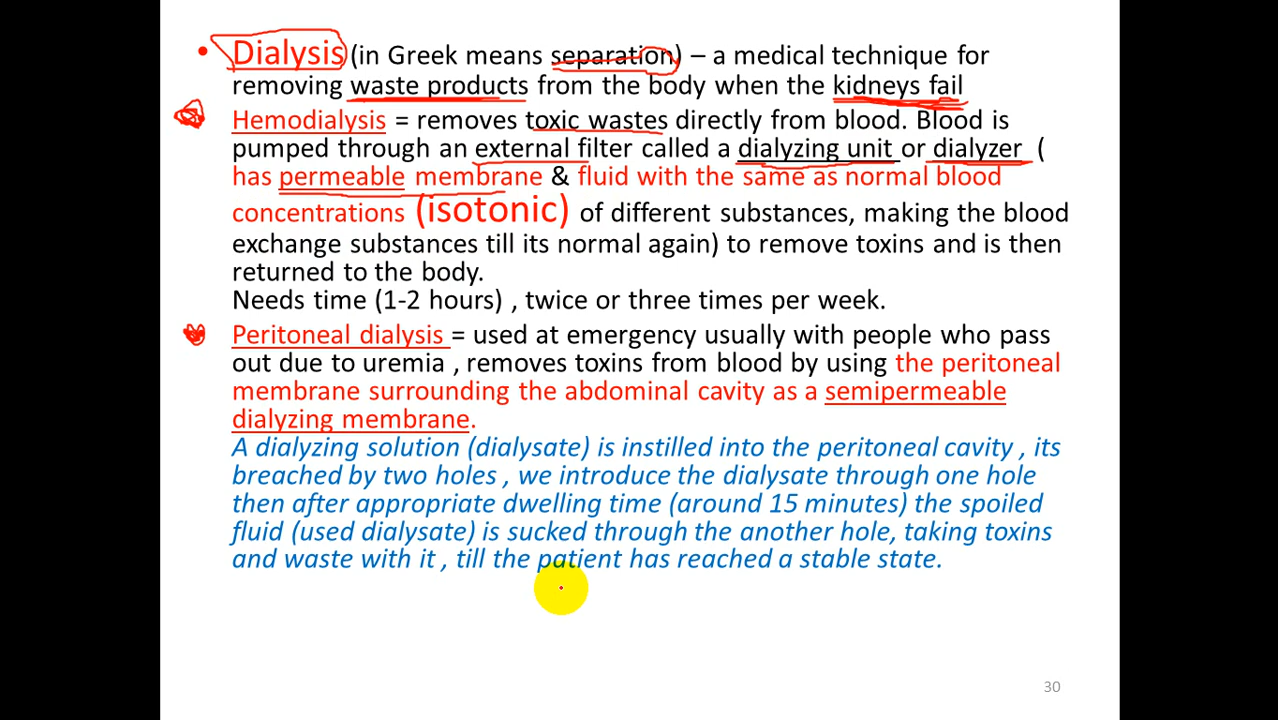 • Dialysis (in Greek means separation) – a medical technique for
removing waste products from the body when the kidneys fail
Hemodialysis = removes toxic wastes directly from blood. Blood is
pumped through an external filter called a dialyzing unit or dialyzer (
has permeable membrane & fluid with the same as normal blood
concentrations (isotonic) of different substances, making the blood
exchange substances till its normal again) to remove toxins and is then
returned to the body.
Needs time (1-2 hours) , twice or three times per week.
Peritoneal dialysis = used at emergency usually with people who pass
out due to uremia , removes toxins from blood by using the peritoneal
membrane surrounding the abdominal cavity as a semipermeable
dialyzing membrane.
A dialyzing solution (dialysate) is instilled into the peritoneal cavity , its
breached by two holes , we introduce the dialysate through one hole
then after appropriate dwelling time (around 15 minutes) the spoiled
fluid (used dialysate) is sucked through the another hole, taking toxins
and waste with it , till the patient has reached a stable state.
30